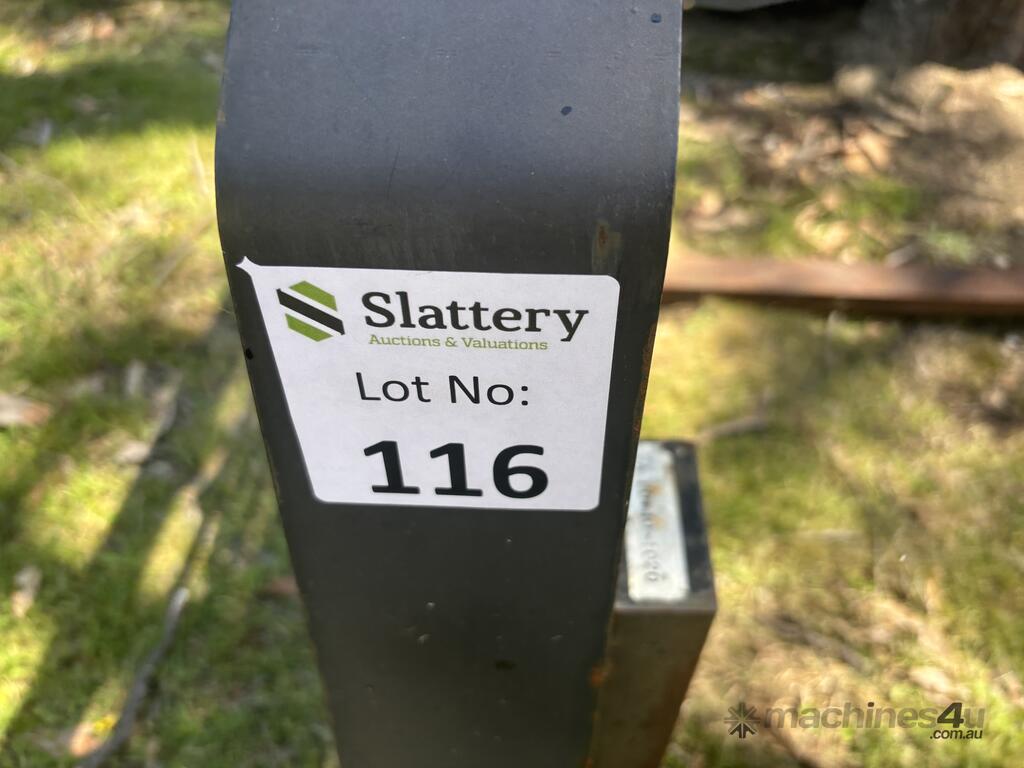 Slattery
Auctions & Valuations
Lot No:
116
machines4u
.com.au